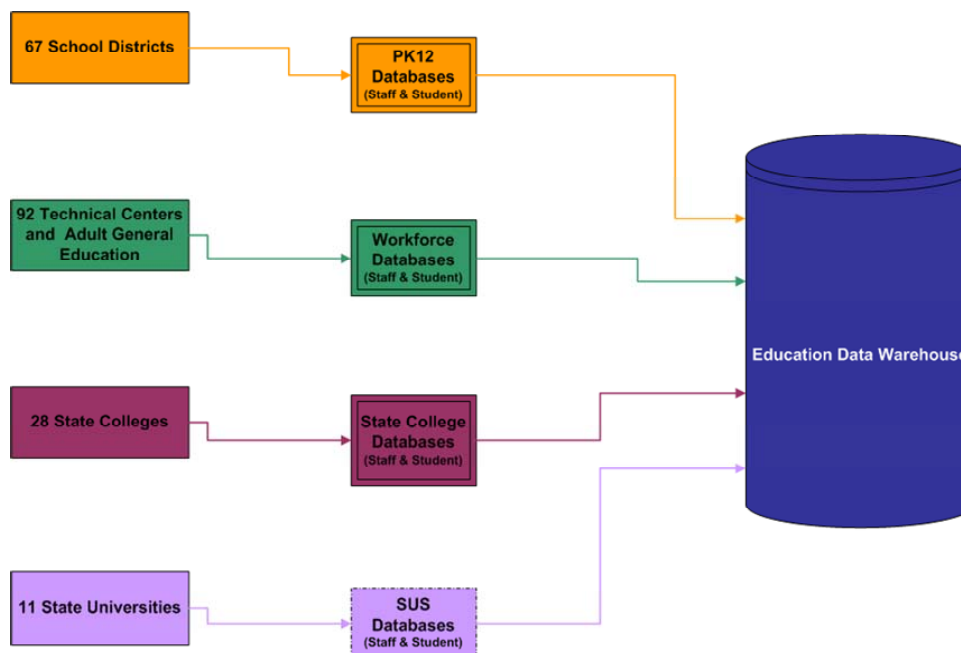 67 School Districts
PK12
Databases
(Staff & Student)
92 Technical Centers
and Adult General
Education
Workforce
Databases
(Staff & Student)
Education Data Warehouse
28 State Colleges
State College
Databases
(Staff & Student)
11 State Universities
SUS
Databases
(Staff & Student)